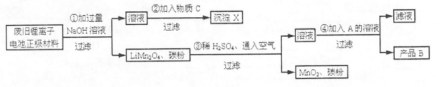 废旧锂离子
电池正极材料
①加过量
NaOH 溶液
过滤
溶液
②加入物质 C
过滤
沉淀 X
LiMn₂O₄、碳粉
③稀 H₂SO₄、通入空气
过滤
溶液
④加入 A 的溶液
过滤
滤液
产品 B
MnO₂、碳粉